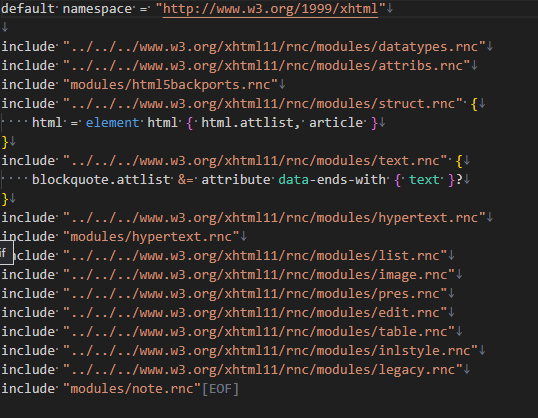 default namespace = "http://www.w3.org/1999/xhtml"↓
↓
include "../../../www.w3.org/xhtml11/rnc/modules/datatypes.rnc"↓
include "../../../www.w3.org/xhtml11/rnc/modules/attribs.rnc"↓
include "modules/html5backports.rnc"↓
include "../../../www.w3.org/xhtml11/rnc/modules/struct.rnc" {↓
    html = element html { html.attlist, article }↓
}↓
include "../../../www.w3.org/xhtml11/rnc/modules/text.rnc" {↓
    blockquote.attlist &= attribute data-ends-with { text }?↓
}↓
include "../../../www.w3.org/xhtml11/rnc/modules/hypertext.rnc"↓
include "modules/hypertext.rnc"↓
if
include "../../../www.w3.org/xhtml11/rnc/modules/list.rnc"↓
include "../../../www.w3.org/xhtml11/rnc/modules/image.rnc"↓
include "../../../www.w3.org/xhtml11/rnc/modules/pres.rnc"↓
include "../../../www.w3.org/xhtml11/rnc/modules/edit.rnc"↓
include "../../../www.w3.org/xhtml11/rnc/modules/table.rnc"↓
include "../../../www.w3.org/xhtml11/rnc/modules/inlstyle.rnc"↓
include "../../../www.w3.org/xhtml11/rnc/modules/legacy.rnc"↓
include "modules/note.rnc"[EOF]